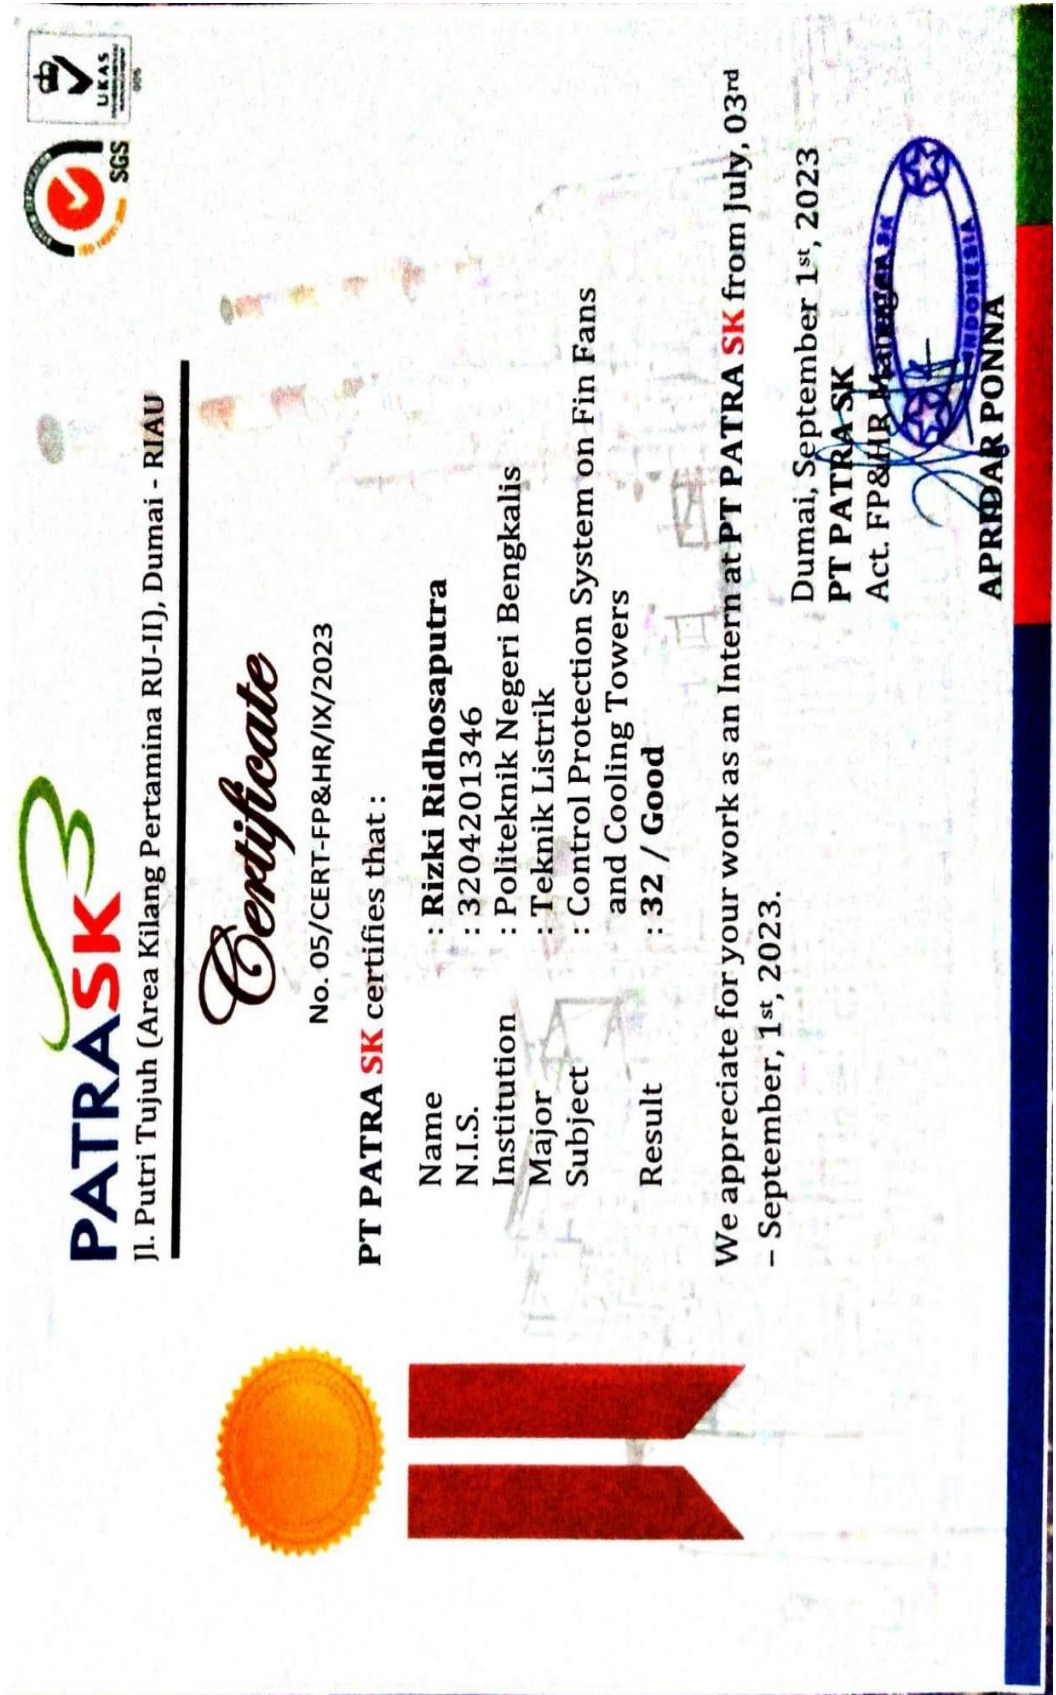 PATRA SK
Jl. Putri Tujuh (Area Kilang Pertamina RU-II), Dumai - RIAU
SGS
UKAS
Certificate
No. 05/CERT-FP&HR/IX/2023
PT PATRA SK certifies that :
Name : Rizki Ridhosaputra
N.I.S. : 3204201346
Institution : Politeknik Negeri Bengkalis
Major : Teknik Listrik
Subject : Control Protection System on Fin Fans
and Cooling Towers
Result : 32 / Good
We appreciate for your work as an Intern at PT PATRA SK from July, 03rd
– September, 1st, 2023.
Dumai, September 1st, 2023
PT PATRA SK
Act. FP&HR Manager
INDONESIA
APRIDAR PONNA